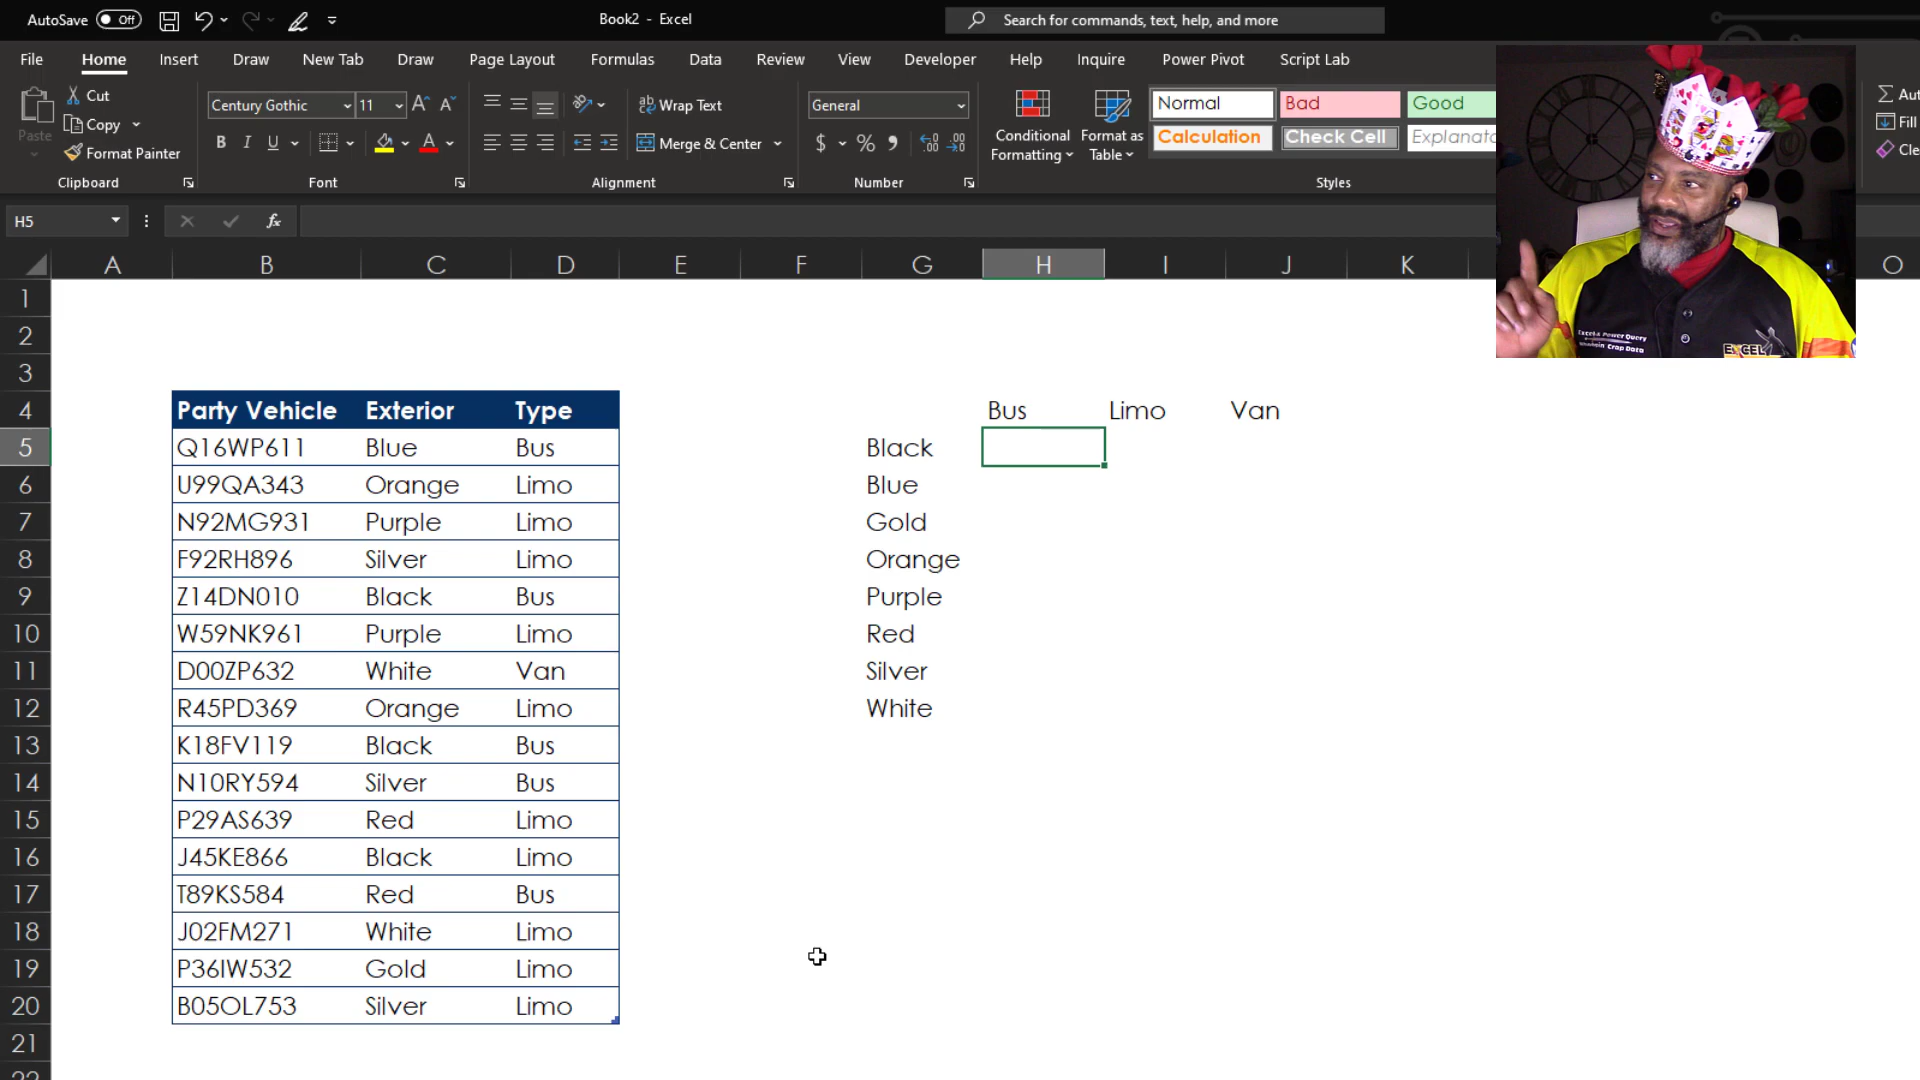 AutoSave Off
Book2 - Excel
Search for commands, text, help, and more
File Home Insert Draw New Tab Draw Page Layout Formulas Data Review View Developer Help Inquire Power Pivot Script Lab
Paste
Cut
Copy
Format Painter
Clipboard
Century Gothic 11
B I U
Font
Wrap Text
Merge & Center
Alignment
General
$ %
Number
Conditional Formatting
Format as Table
Normal Bad Good
Calculation Check Cell Explanato
Styles
Fill
H5
fx
A B C D E F G H I J K O
1
2
3
4 Party Vehicle Exterior Type Bus Limo Van
5 Q16WP611 Blue Bus Black
6 U99QA343 Orange Limo Blue
7 N92MG931 Purple Limo Gold
8 F92RH896 Silver Limo Orange
9 Z14DN010 Black Bus Purple
10 W59NK961 Purple Limo Red
11 D00ZP632 White Van Silver
12 R45PD369 Orange Limo White
13 K18FV119 Black Bus
14 N10RY594 Silver Bus
15 P29AS639 Red Limo
16 J45KE866 Black Limo
17 T89KS584 Red Bus
18 J02FM271 White Limo
19 P36IW532 Gold Limo
20 B05OL753 Silver Limo
21